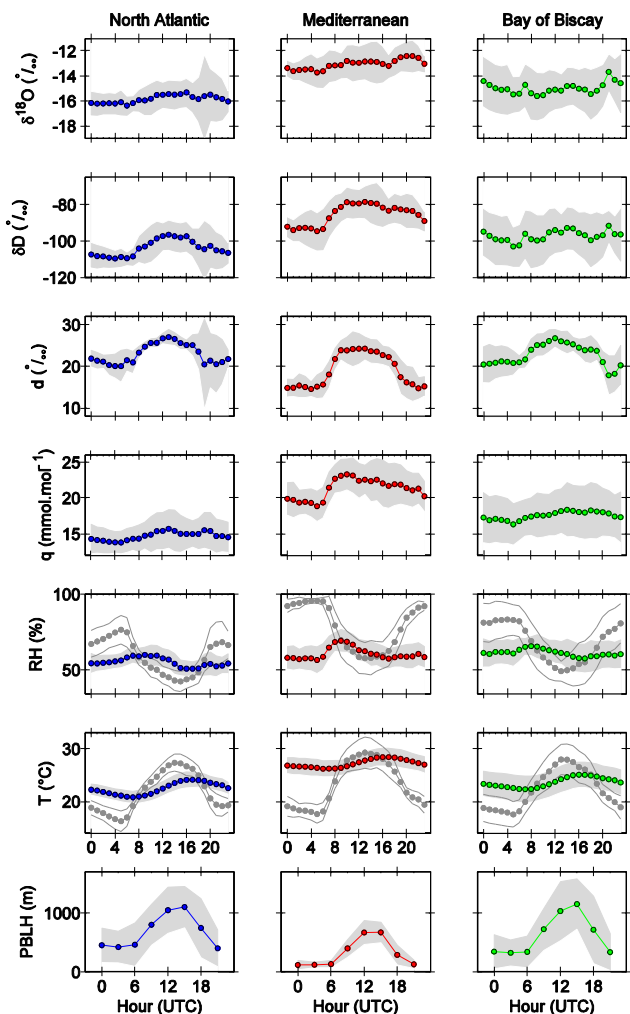 North Atlantic Mediterranean Bay of Biscay
δ¹⁸O (°/₀₀)
-12
-14
-16
-18
δD (°/₀₀)
-80
-100
-120
d (°/₀₀)
30
20
10
q (mmol.mol⁻¹)
25
20
15
RH (%)
100
50
T (°C)
30
20
0 4 8 12 16 20 0 4 8 12 16 20 0 4 8 12 16 20
PBLH (m)
1000
0
0 6 12 18 0 6 12 18 0 6 12 18
Hour (UTC) Hour (UTC) Hour (UTC)